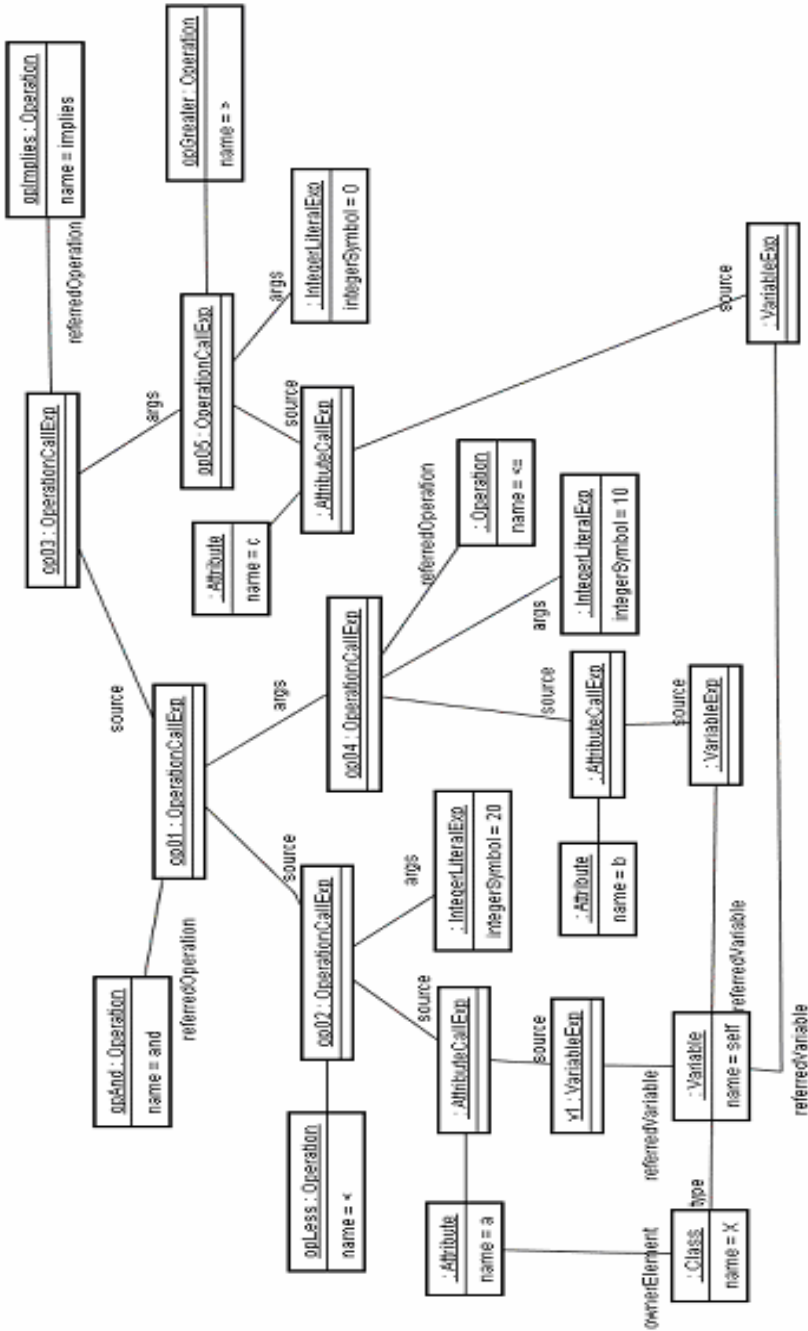 opImplies : Operation
name = implies
referredOperation
opGreater : Operation
name = >
op03 : OperationCallExp
args
op05 : OperationCallExp
args
: IntegerLiteralExp
integerSymbol = 0
source
: AttributeCallExp
: Attribute
name = c
source
: VariableExp
source
opAnd : Operation
name = and
referredOperation
op01 : OperationCallExp
args
op04 : OperationCallExp
referredOperation
: Operation
name = <=
args
: IntegerLiteralExp
integerSymbol = 10
source
: AttributeCallExp
: Attribute
name = b
source
: VariableExp
source
op02 : OperationCallExp
opLess : Operation
name = <
args
: IntegerLiteralExp
integerSymbol = 20
source
: AttributeCallExp
: Attribute
name = a
source
v1 : VariableExp
referredVariable
referredVariable
referredVariable
: Variable
name = self
type
ownerElement
: Class
name = X